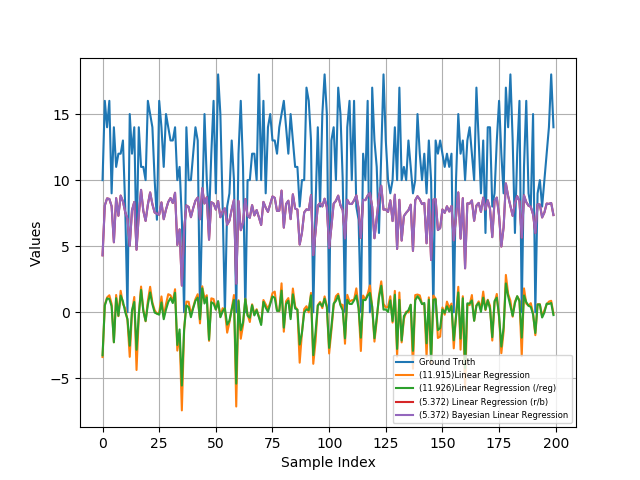 15
10
5
0
−5
Values
0
25
50
75
100
125
150
175
200
Sample Index
Ground Truth
(11.915)Linear Regression
(11.926)Linear Regression (/reg)
(5.372) Linear Regression (r/b)
(5.372) Bayesian Linear Regression